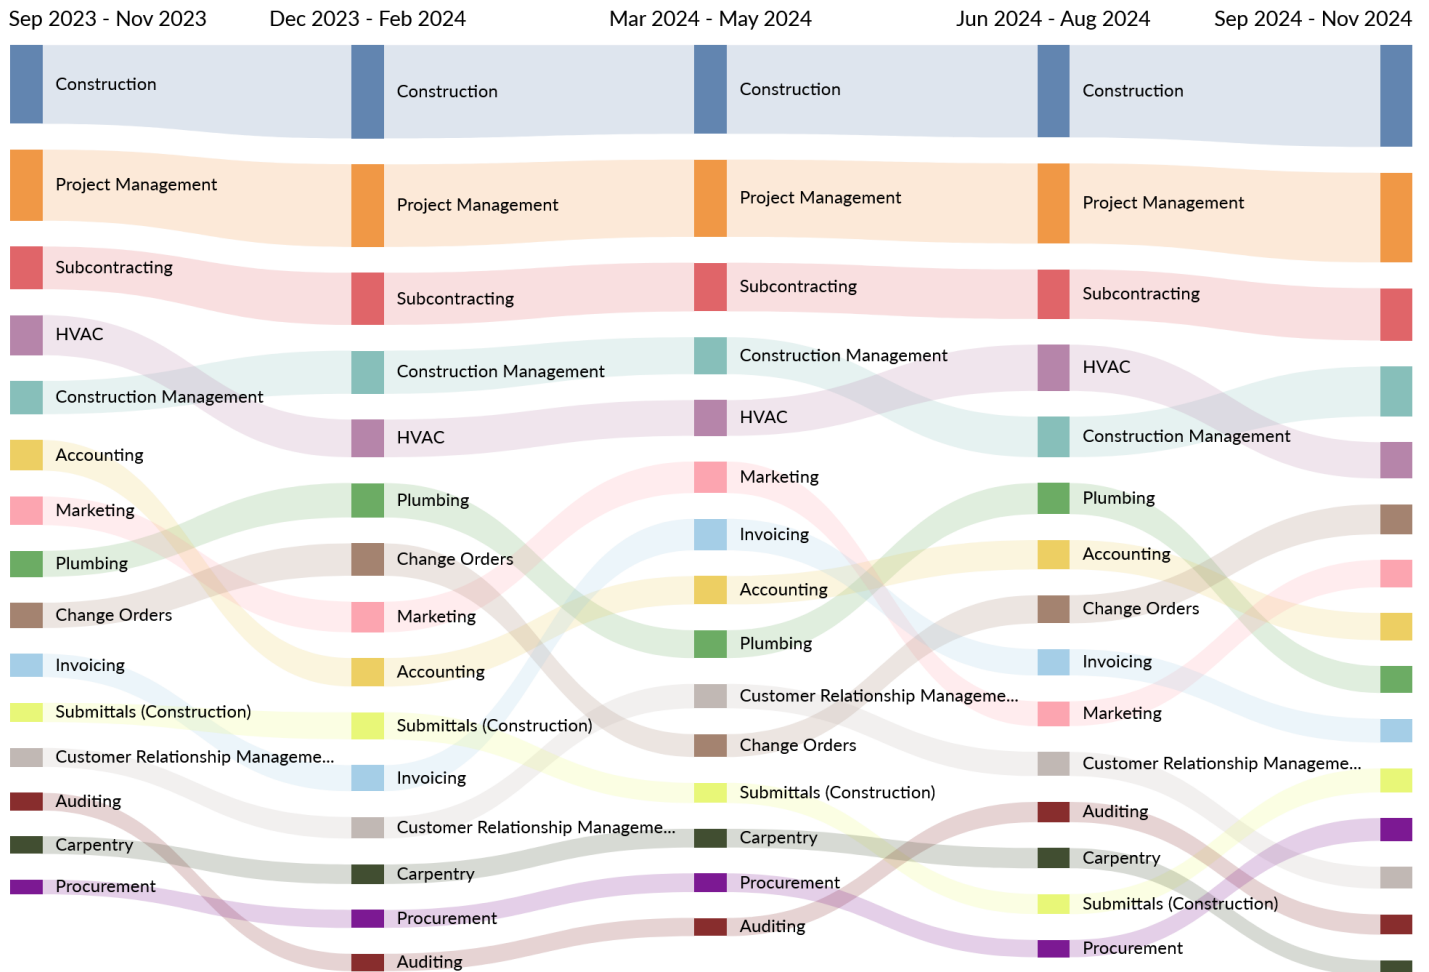 Sep 2023 - Nov 2023
Dec 2023 - Feb 2024
Mar 2024 - May 2024
Jun 2024 - Aug 2024
Sep 2024 - Nov 2024
Construction
Project Management
Subcontracting
HVAC
Construction Management
Accounting
Marketing
Plumbing
Change Orders
Invoicing
Submittals (Construction)
Customer Relationship Manageme...
Auditing
Carpentry
Procurement
Construction
Project Management
Subcontracting
Construction Management
HVAC
Plumbing
Change Orders
Marketing
Accounting
Submittals (Construction)
Invoicing
Customer Relationship Manageme...
Carpentry
Procurement
Auditing
Construction
Project Management
Subcontracting
Construction Management
HVAC
Marketing
Invoicing
Accounting
Plumbing
Customer Relationship Manageme...
Change Orders
Submittals (Construction)
Carpentry
Procurement
Auditing
Construction
Project Management
Subcontracting
HVAC
Construction Management
Plumbing
Accounting
Change Orders
Invoicing
Marketing
Customer Relationship Manageme...
Auditing
Carpentry
Submittals (Construction)
Procurement